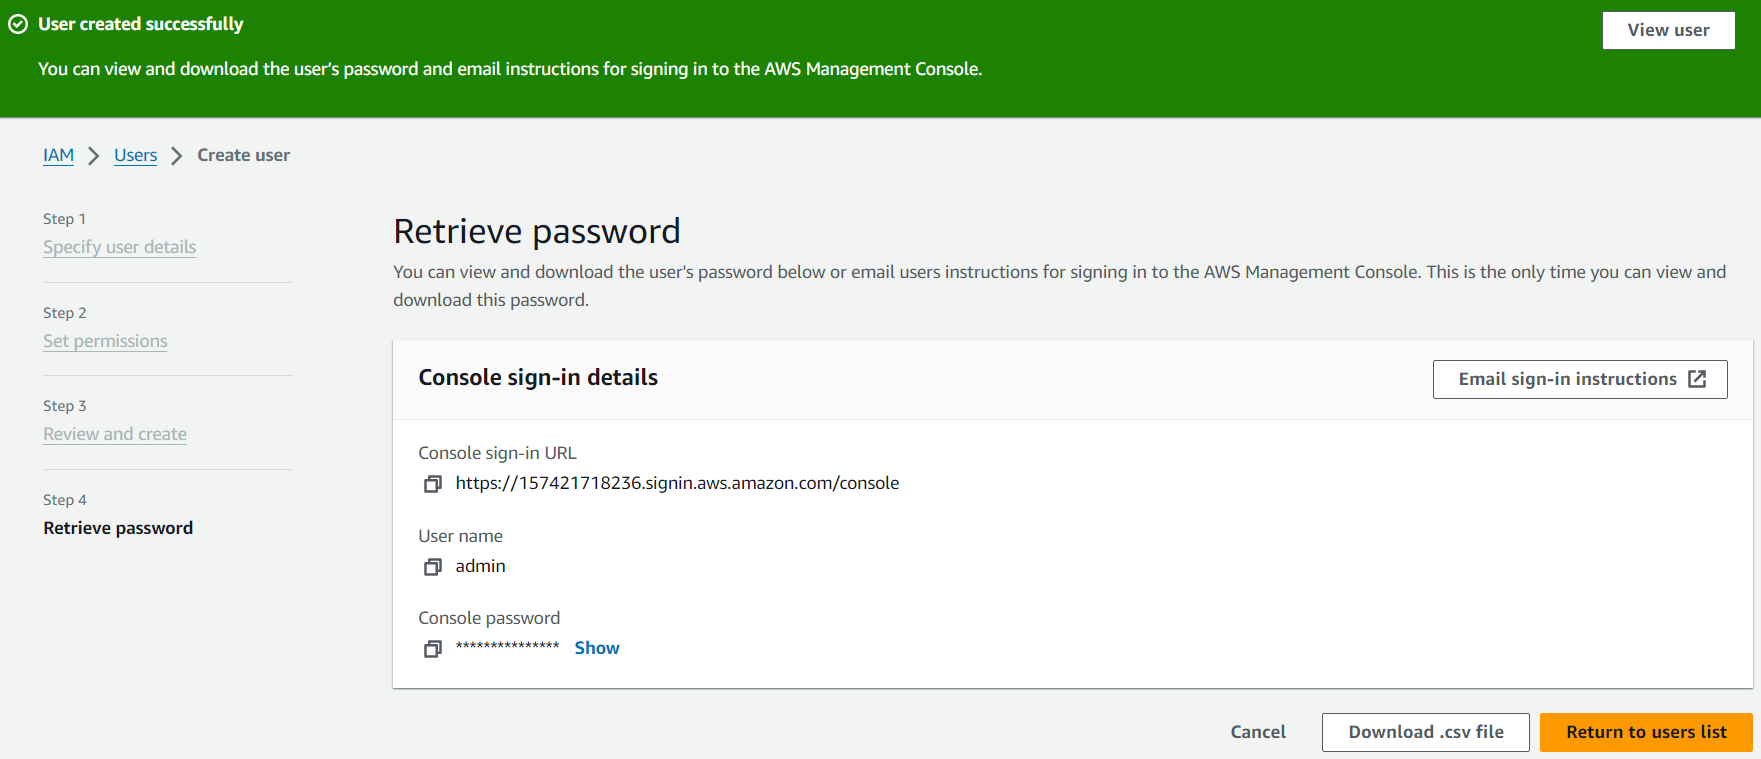 User created successfully
View user
You can view and download the user's password and email instructions for signing in to the AWS Management Console.
IAM
Users
Create user
Step 1
Specify user details
Step 2
Set permissions
Step 3
Review and create
Step 4
Retrieve password
Retrieve password
You can view and download the user's password below or email users instructions for signing in to the AWS Management Console. This is the only time you can view and
download this password.
Console sign-in details
Email sign-in instructions
Console sign-in URL
https://157421718236.signin.aws.amazon.com/console
User name
admin
Console password
*************** Show
Cancel
Download .csv file
Return to users list